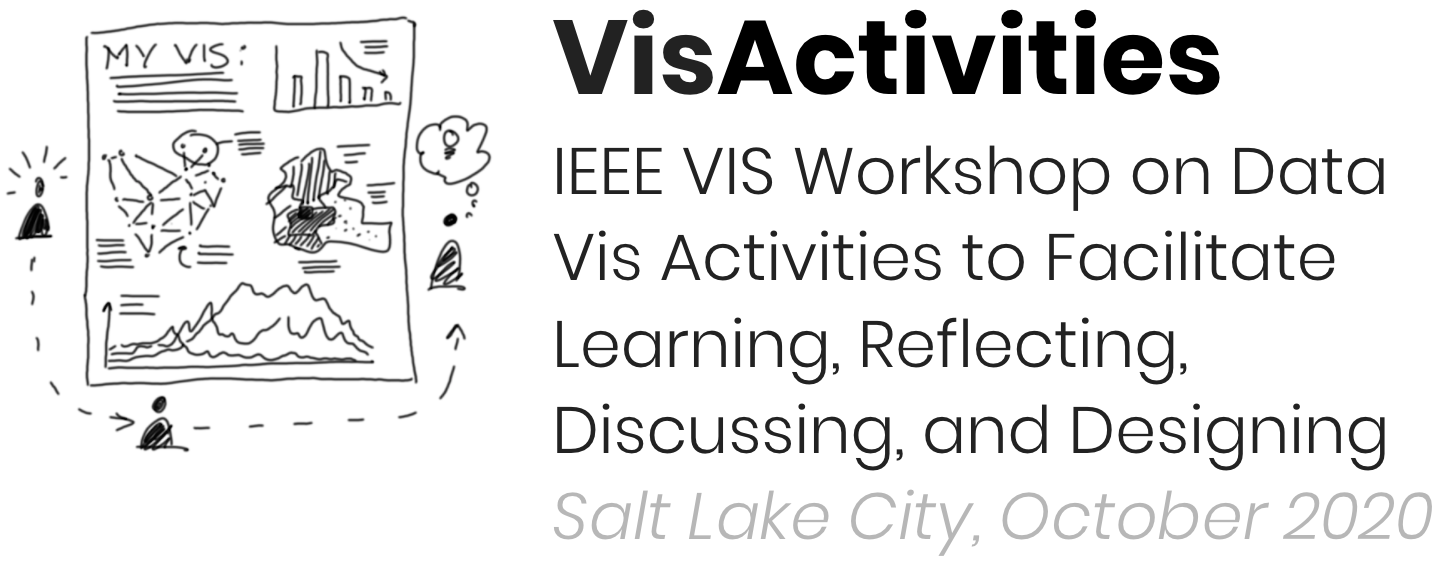 MY VIS:
VisActivities
IEEE VIS Workshop on Data
Vis Activities to Facilitate
Learning, Reflecting,
Discussing, and Designing
Salt Lake City, October 2020